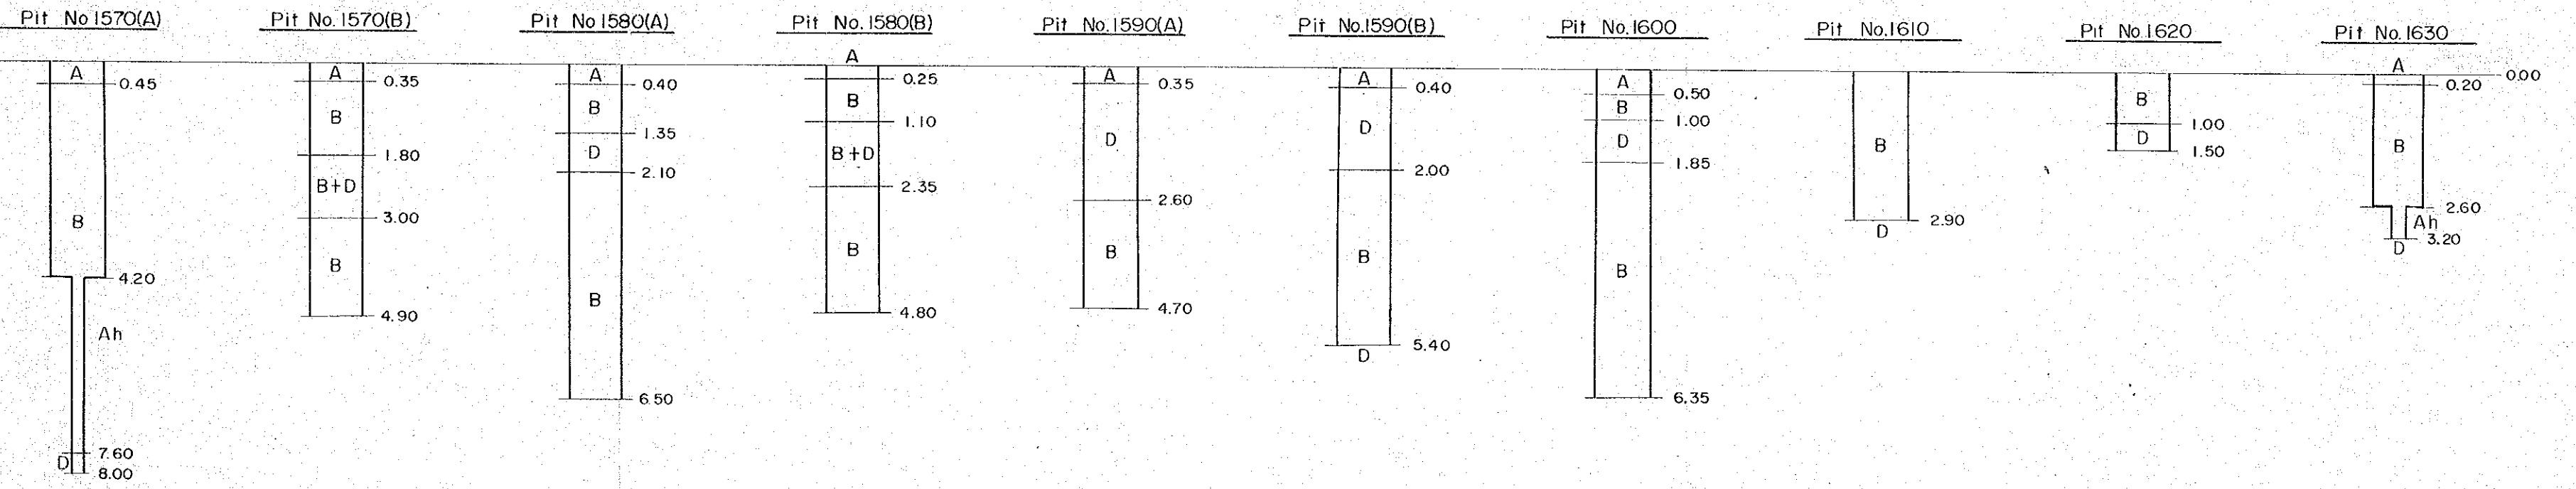 Pit No 1570(A)
A
0.45
B
4.20
Ah
7.60
D
8.00
Pit No. 1570(B)
A
0.35
B
1.80
B+D
3.00
B
4.90
Pit No 1580(A)
A
0.40
B
1.35
D
2.10
B
6.50
Pit No. 1580(B)
A
0.25
B
1.10
B+D
2.35
B
4.80
Pit No. 1590(A)
A
0.35
D
2.60
B
4.70
Pit No. 1590(B)
A
0.40
D
2.00
B
5.40
D
Pit No. 1600
A
0.50
B
1.00
D
1.85
B
6.35
Pit No. 1610
B
2.90
D
Pit No. 1620
B
1.00
D
1.50
Pit No. 1630
A
0.00
0.20
B
2.60
Ah
3.20
D